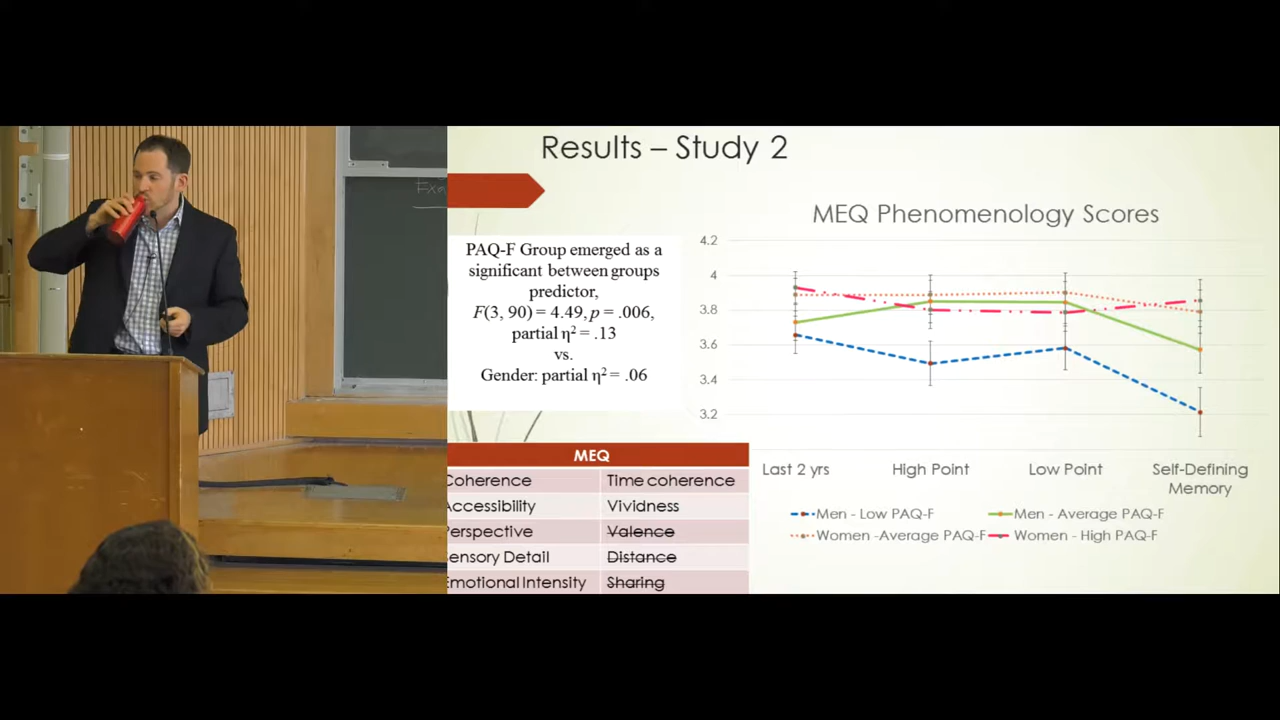 Results – Study 2
PAQ-F Group emerged as a
significant between groups
predictor,
F(3, 90) = 4.49, p = .006,
partial η² = .13
vs.
Gender: partial η² = .06
MEQ Phenomenology Scores
4.2
4
3.8
3.6
3.4
3.2
Last 2 yrs High Point Low Point Self-Defining
Memory
Men - Low PAQ-F Men - Average PAQ-F
Women -Average PAQ-F Women - High PAQ-F
MEQ
Coherence Time coherence
Accessibility Vividness
erspective Valence
ensory Detail Distance
Emotional Intensity Sharing